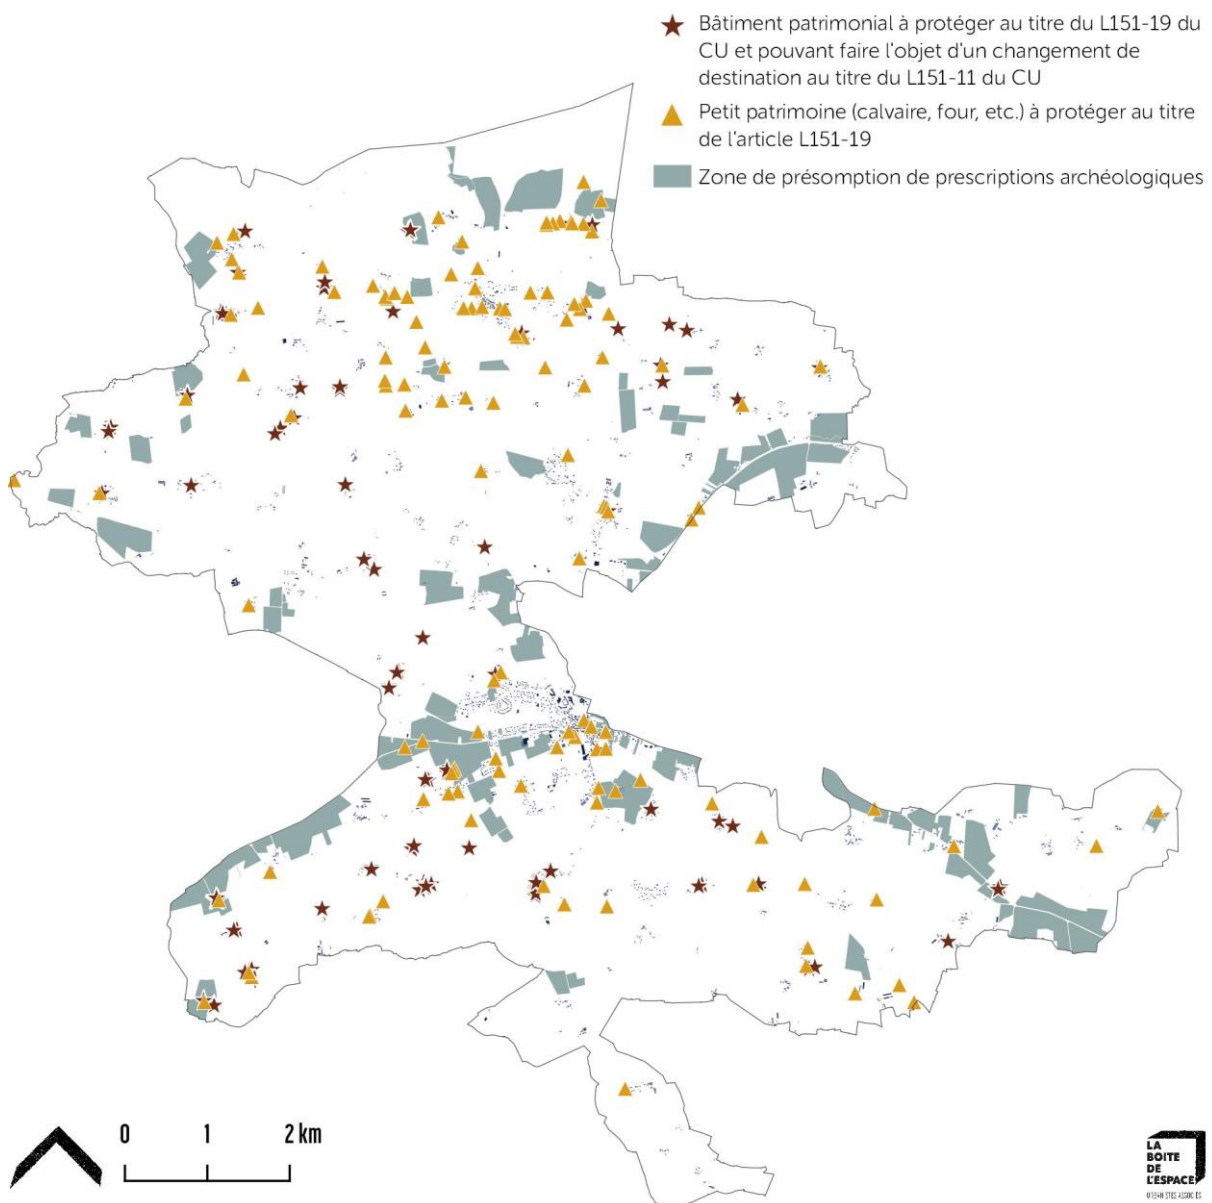 Bâtiment patrimonial à protéger au titre du L151-19 du
CU et pouvant faire l'objet d'un changement de
destination au titre du L151-11 du CU
Petit patrimoine (calvaire, four, etc.) à protéger au titre
de l'article L151-19
Zone de présomption de prescriptions archéologiques
0 1 2 km
LA
BOITE
DE
L'ESPACE
URBANISTES ASSOCIÉS